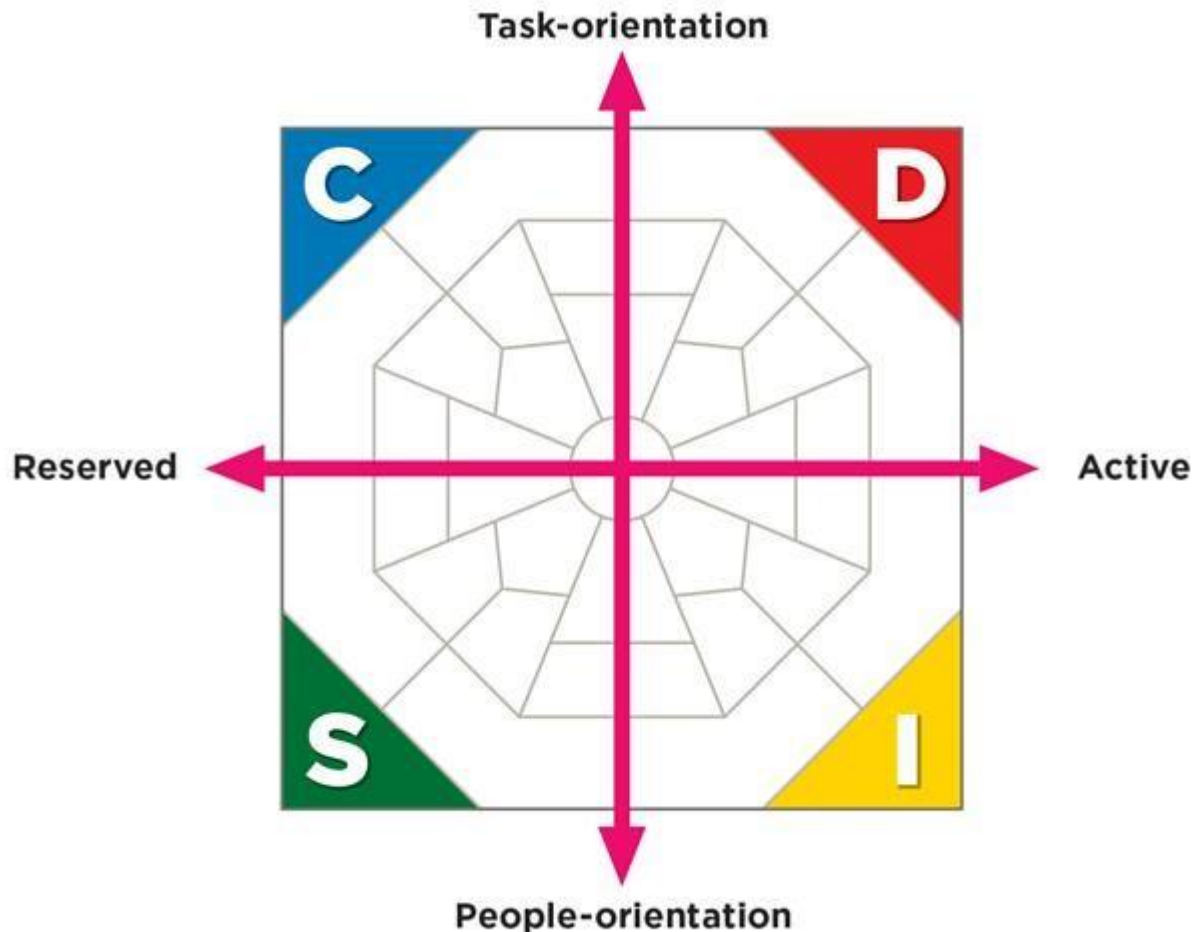 Task-orientation
C
D
Reserved
Active
S
I
People-orientation